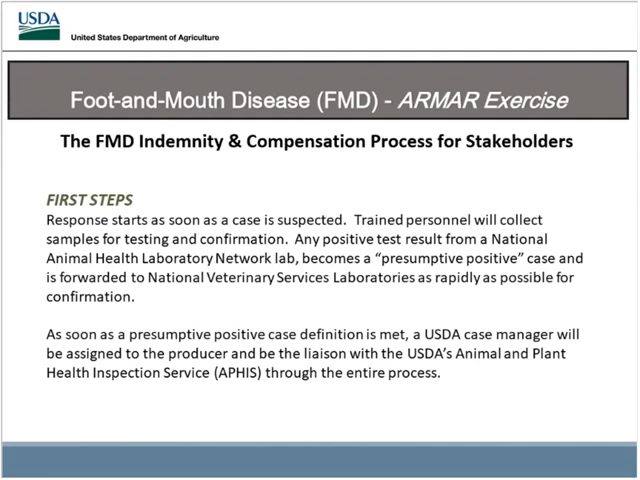 USDA
United States Department of Agriculture
Foot-and-Mouth Disease (FMD) - ARMAR Exercise
The FMD Indemnity & Compensation Process for Stakeholders
FIRST STEPS
Response starts as soon as a case is suspected.  Trained personnel will collect
samples for testing and confirmation.  Any positive test result from a National
Animal Health Laboratory Network lab, becomes a “presumptive positive” case and
is forwarded to National Veterinary Services Laboratories as rapidly as possible for
confirmation.
As soon as a presumptive positive case definition is met, a USDA case manager will
be assigned to the producer and be the liaison with the USDA’s Animal and Plant
Health Inspection Service (APHIS) through the entire process.